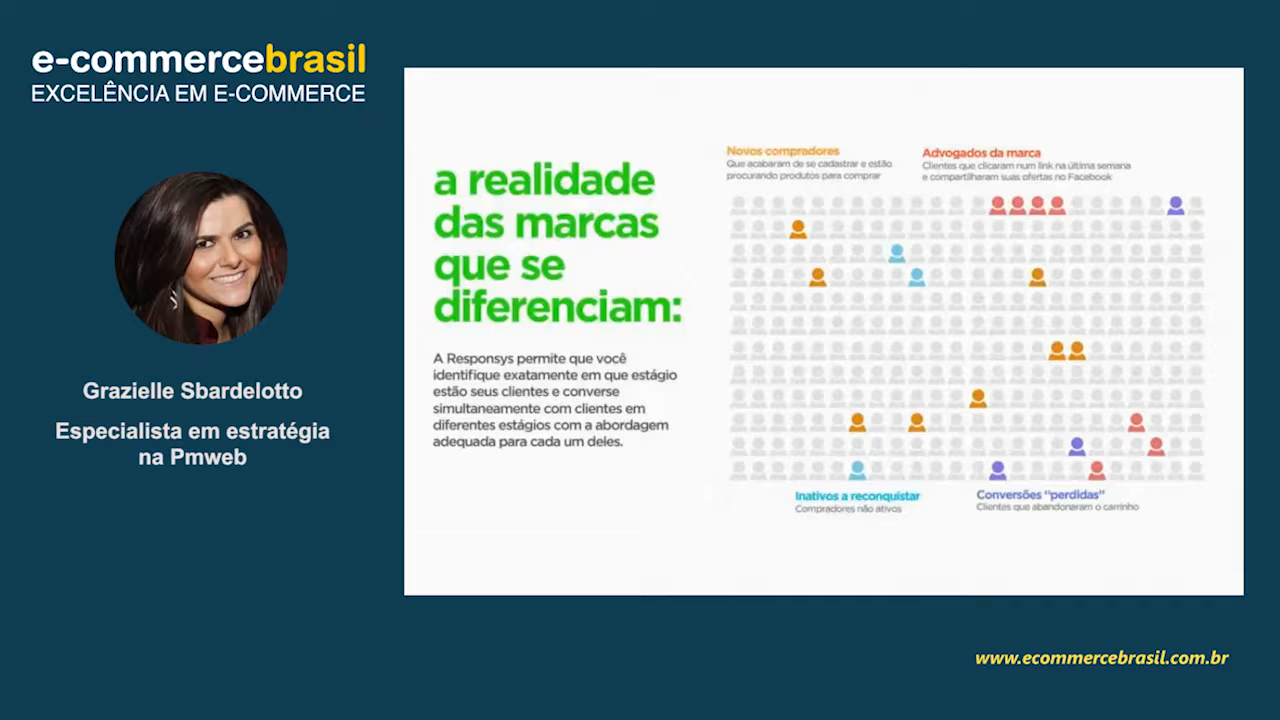 e-commercebrasil
EXCELÊNCIA EM E-COMMERCE
Grazielle Sbardelotto
Especialista em estratégia
na Pmweb
a realidade
das marcas
que se
diferenciam:
A Responsys permite que você
identifique exatamente em que estágio
estão seus clientes e converse
simultaneamente com clientes em
diferentes estágios com a abordagem
adequada para cada um deles.
Novos compradores
Que acabaram de se cadastrar e estão
procurando produtos para comprar
Advogados da marca
Clientes que clicaram num link na última semana
e compartilharam suas ofertas no Facebook
Inativos a reconquistar
Compradores não ativos
Conversões "perdidas"
Clientes que abandonaram o carrinho
www.ecommercebrasil.com.br